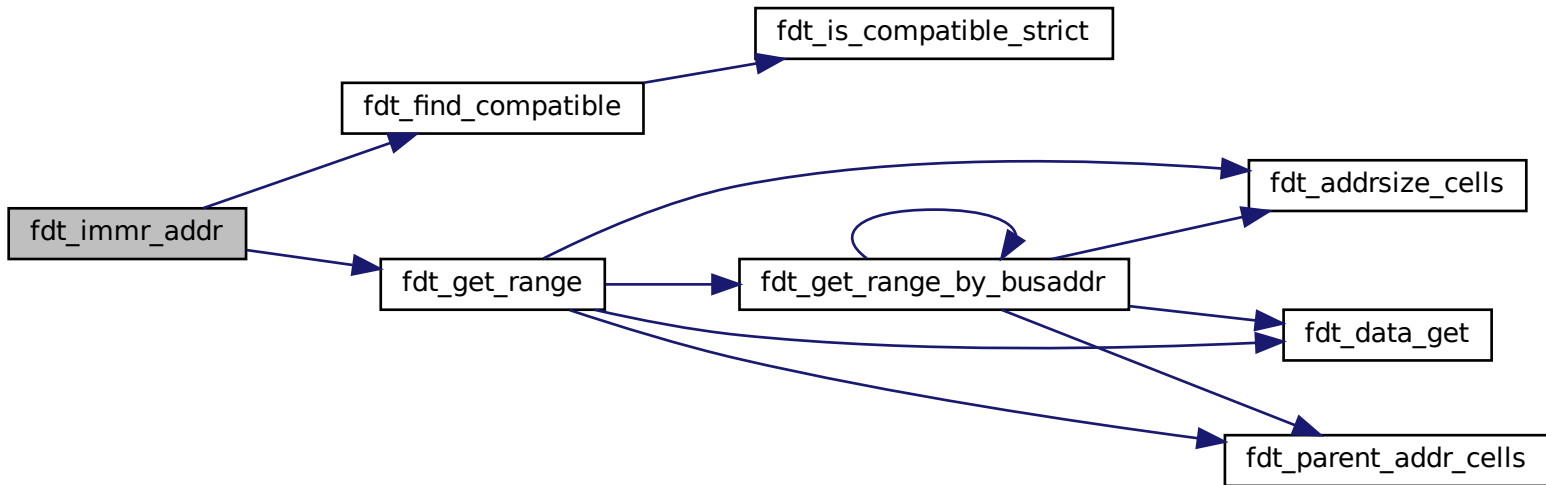 fdt_is_compatible_strict
fdt_find_compatible
fdt_addrsize_cells
fdt_immr_addr
fdt_get_range
fdt_get_range_by_busaddr
fdt_data_get
fdt_parent_addr_cells